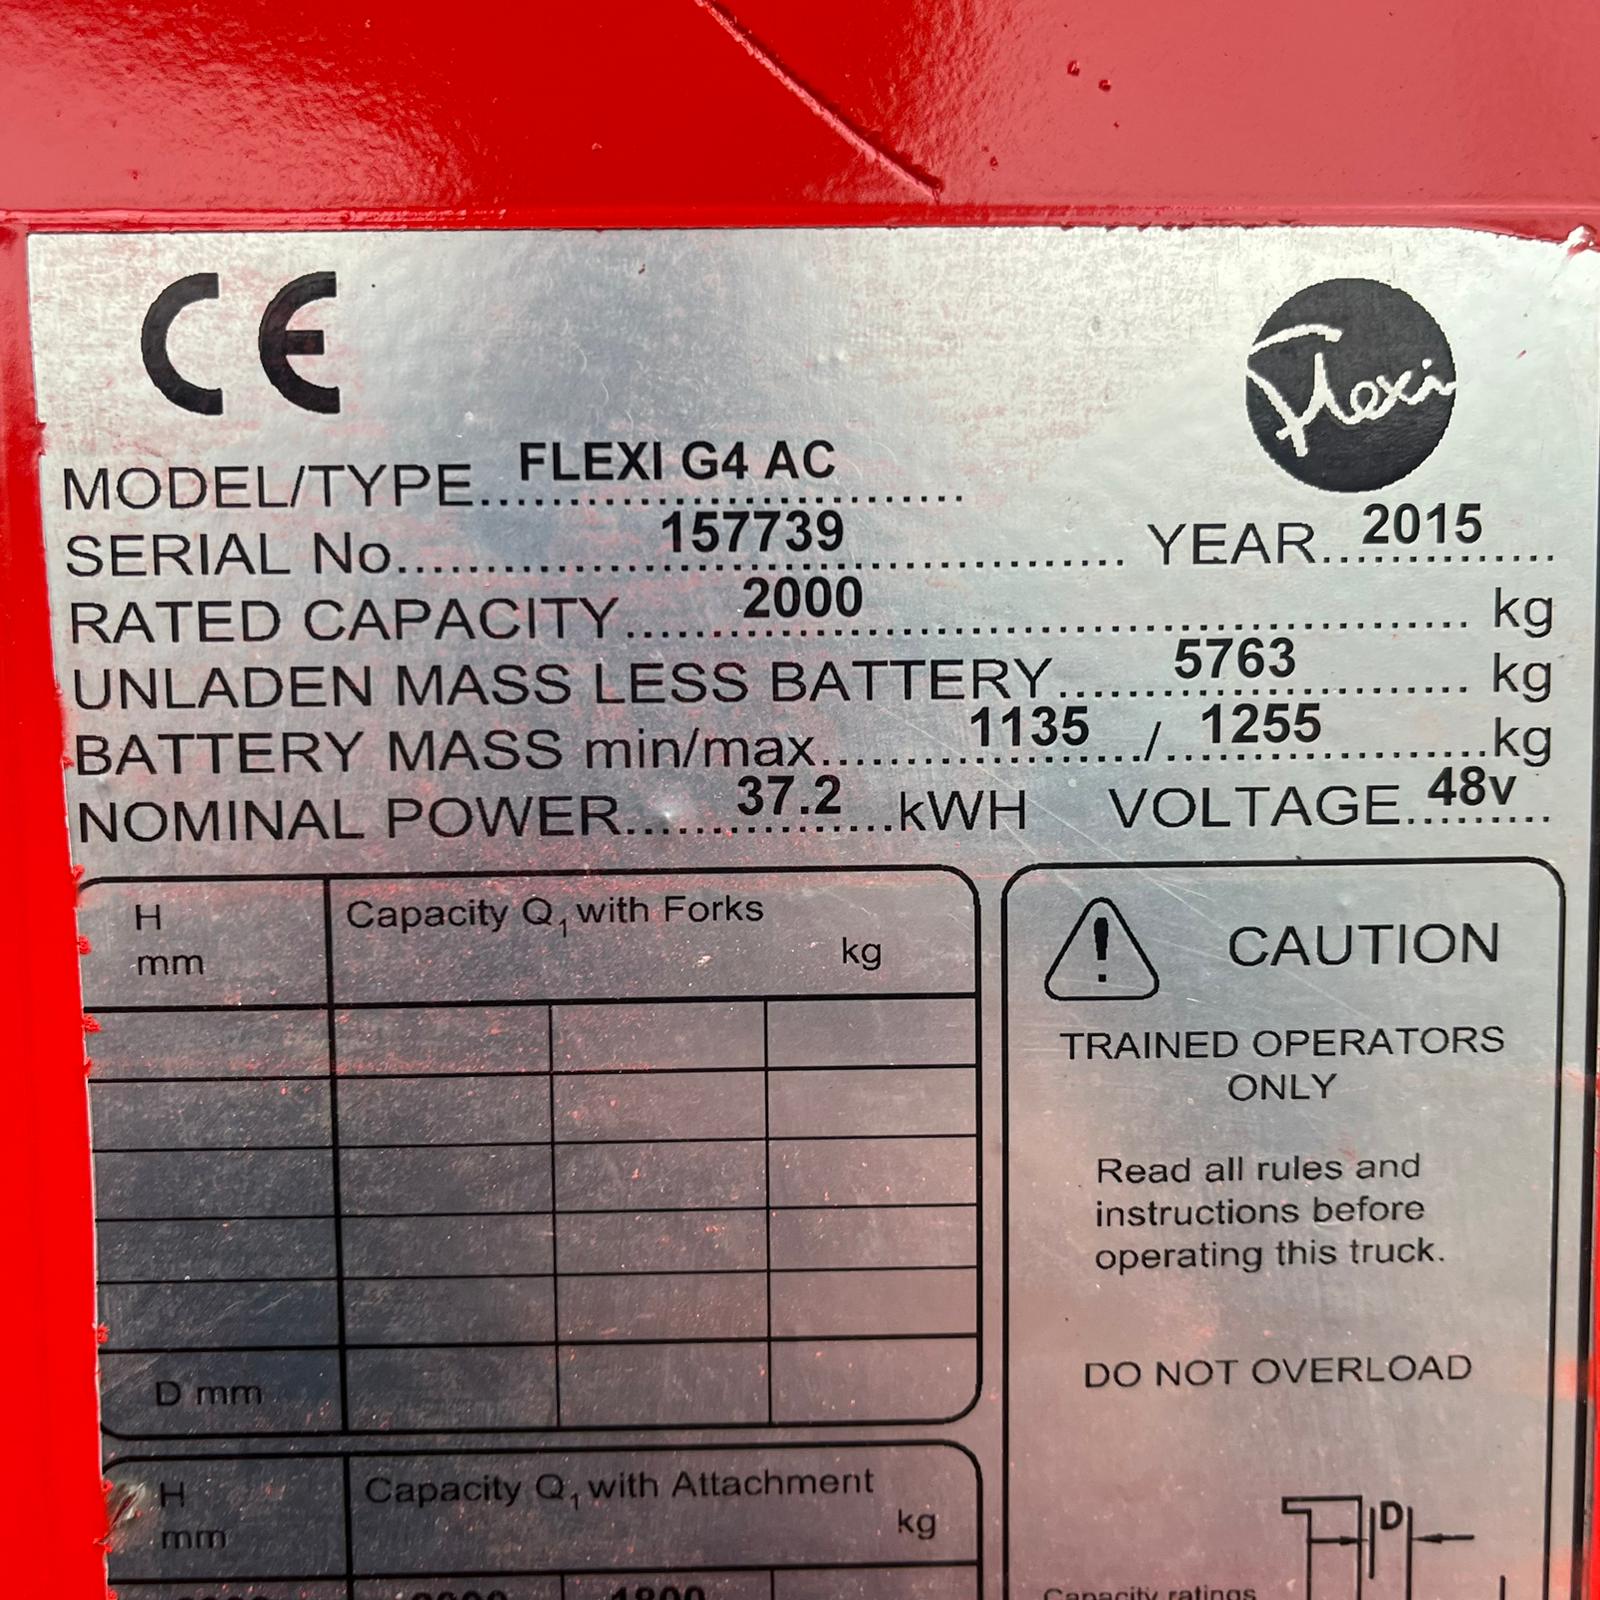 CE
Flexi
MODEL/TYPE FLEXI G4 AC
SERIAL No. 157739 YEAR 2015
RATED CAPACITY 2000 kg
UNLADEN MASS LESS BATTERY 5763 kg
BATTERY MASS min/max 1135 / 1255 kg
NOMINAL POWER 37.2 kWH VOLTAGE 48v
H
mm
Capacity Q1 with Forks
kg
D mm
H
mm
Capacity Q1 with Attachment
kg
1800
CAUTION
TRAINED OPERATORS
ONLY
Read all rules and
instructions before
operating this truck.
DO NOT OVERLOAD
D
Capacity ratings